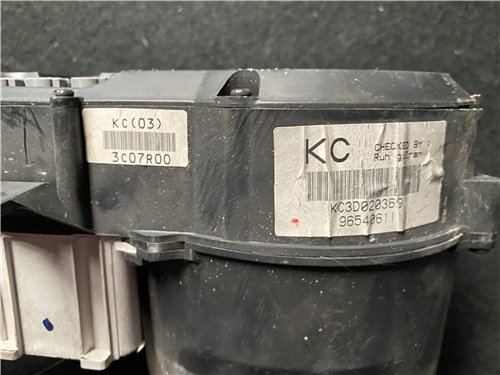 KC(03)
3C07R00
KC
CHECKED BY
KC3D020369
96540611